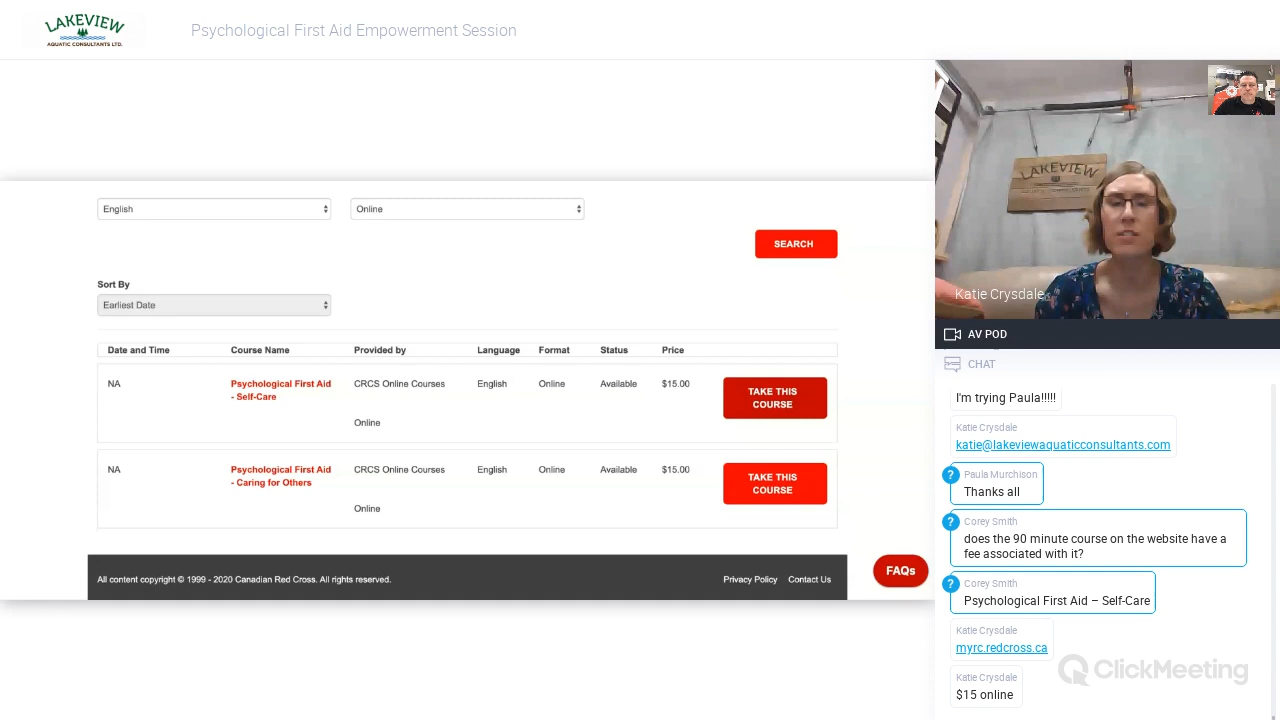 LAKEVIEW
AQUATIC CONSULTANTS LTD.
Psychological First Aid Empowerment Session
English
Online
SEARCH
Sort By
Earliest Date
Date and Time Course Name Provided by Language Format Status Price
NA Psychological First Aid - Self-Care CRCS Online Courses English Online Available $15.00 TAKE THIS COURSE
Online
NA Psychological First Aid - Caring for Others CRCS Online Courses English Online Available $15.00 TAKE THIS COURSE
Online
All content copyright © 1999 - 2020 Canadian Red Cross. All rights reserved. Privacy Policy Contact Us
FAQs
LAKEVIEW
Katie Crysdale
AV POD
CHAT
I'm trying Paula!!!!!
Katie Crysdale
katie@lakeviewaquaticconsultants.com
? Paula Murchison
Thanks all
? Corey Smith
does the 90 minute course on the website have a
fee associated with it?
? Corey Smith
Psychological First Aid – Self-Care
Katie Crysdale
myrc.redcross.ca
Katie Crysdale
$15 online
ClickMeeting